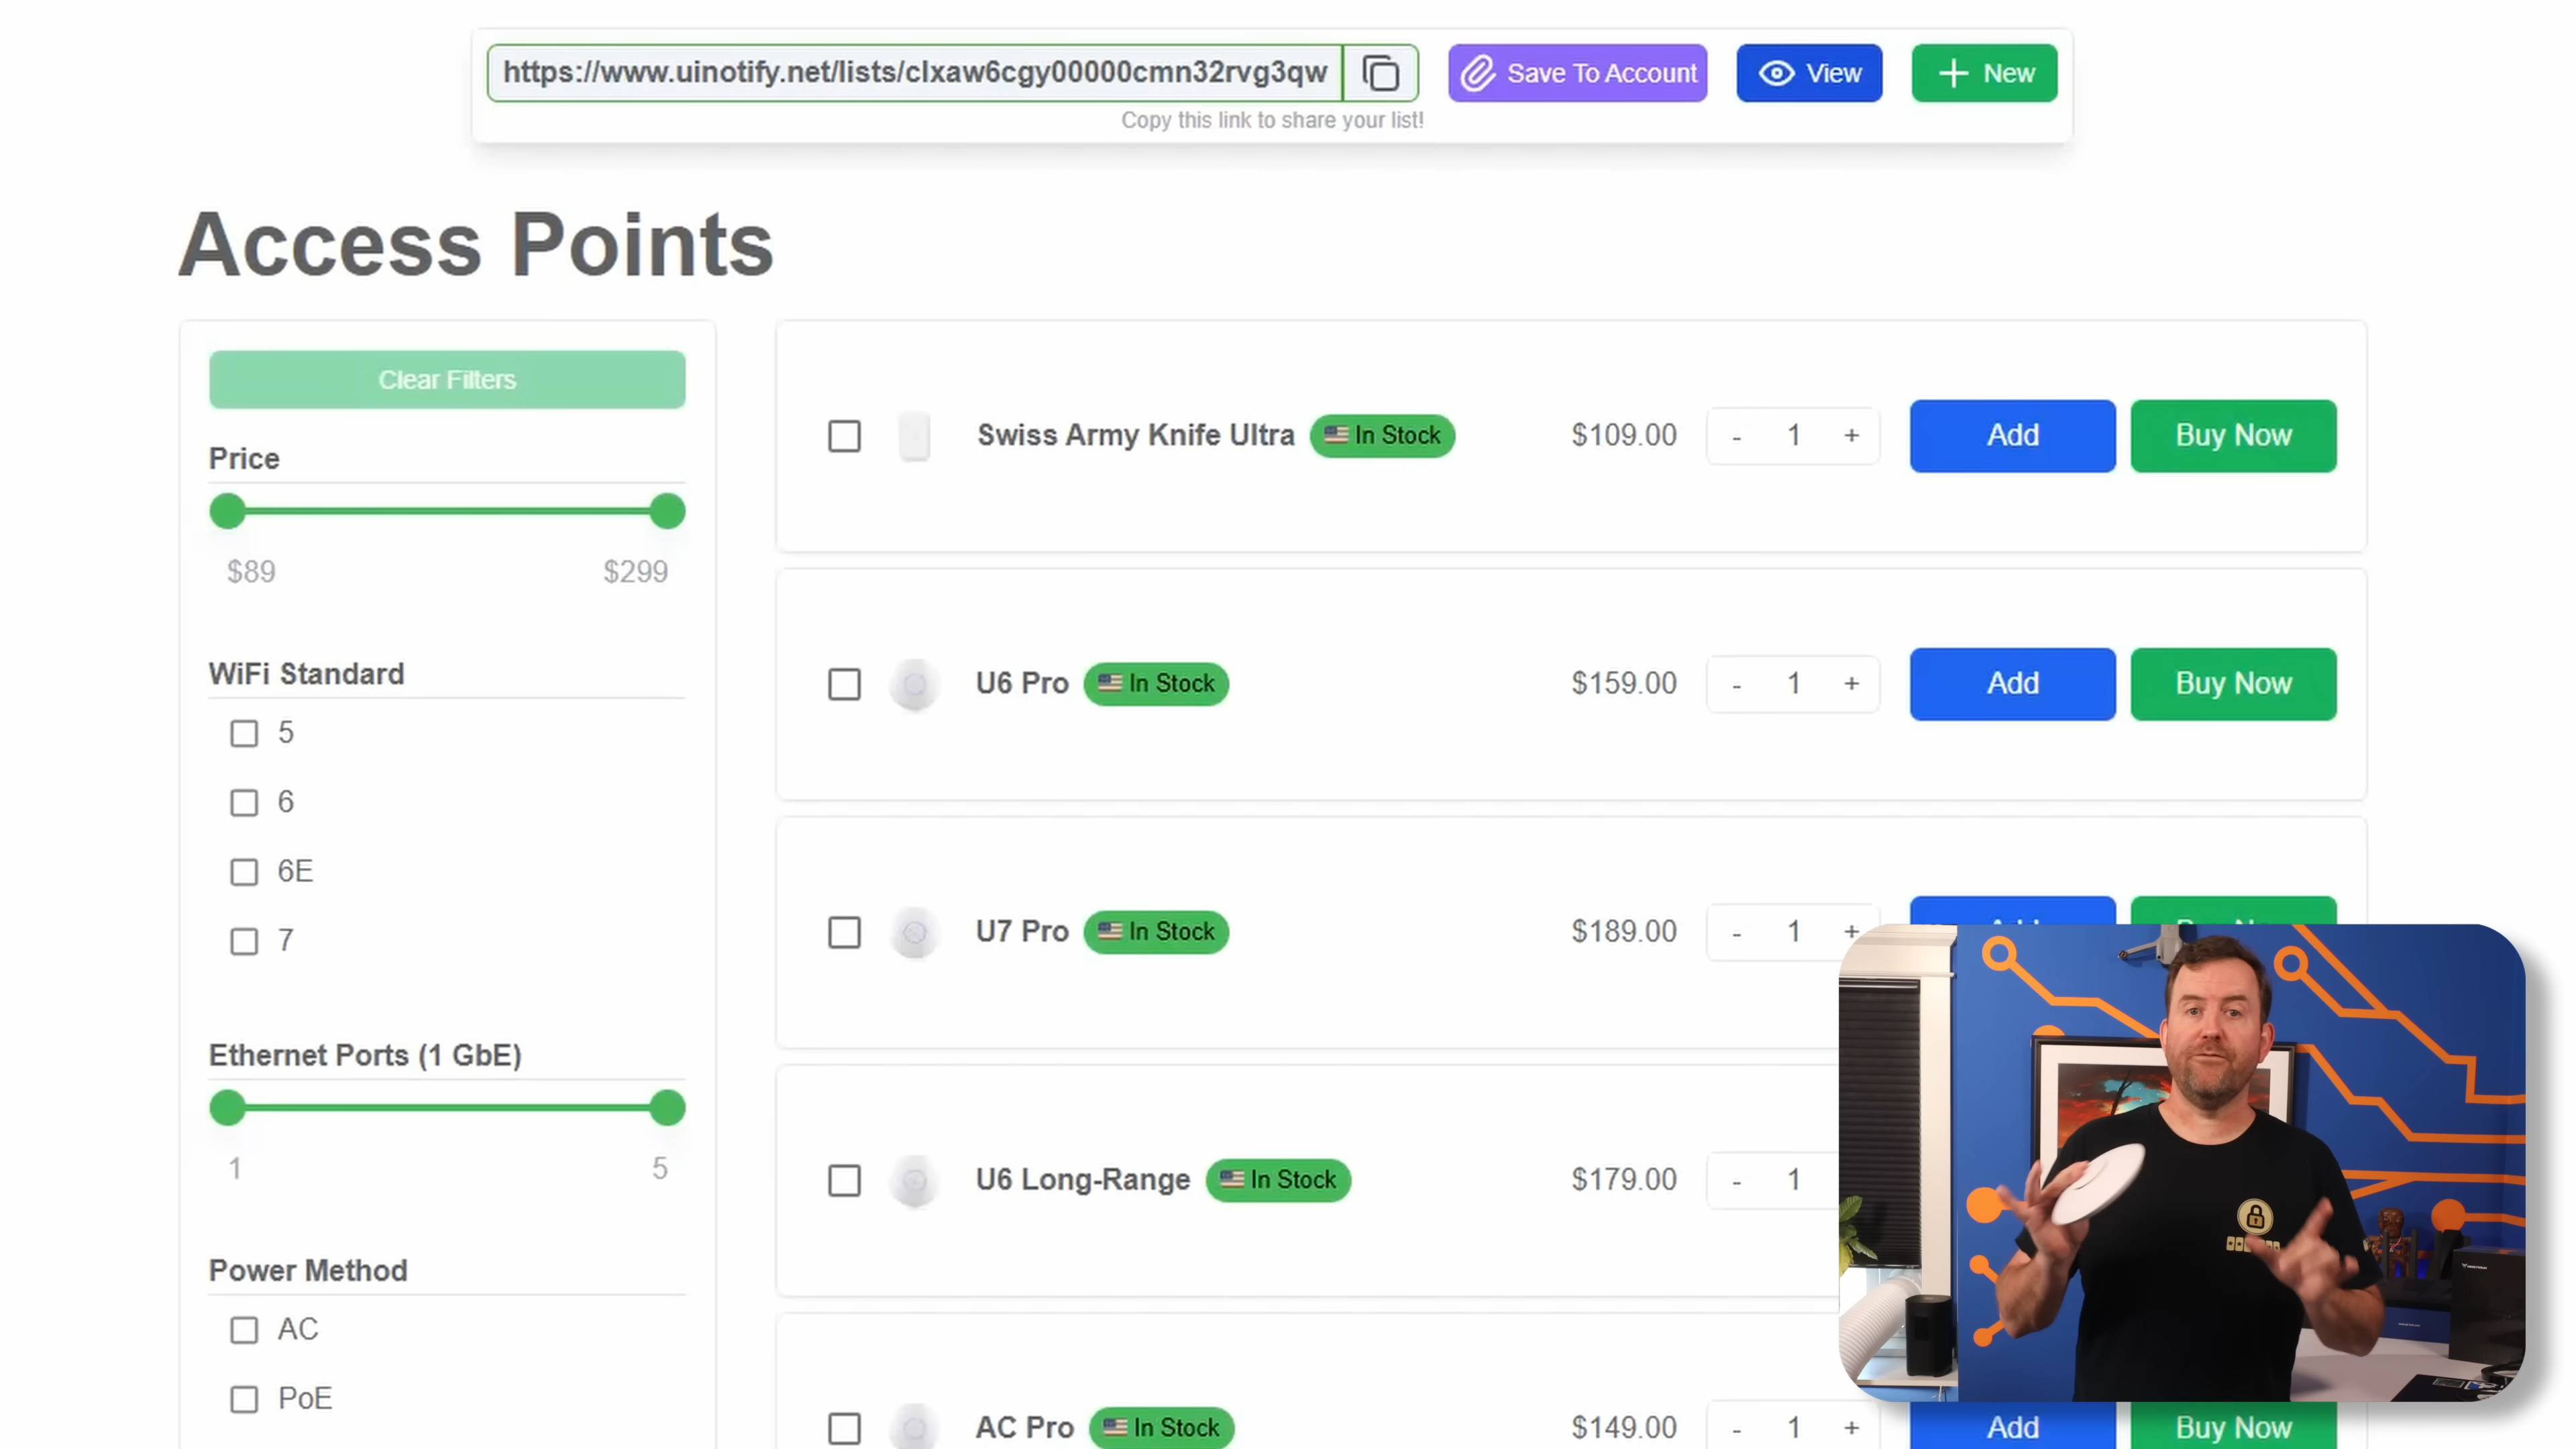 https://www.uinotify.net/lists/clxaw6cgy00000cmn32rvg3qw
Save To Account
View
New
Copy this link to share your list!
Access Points
Clear Filters
Price
$89 $299
WiFi Standard
5
6
6E
7
Ethernet Ports (1 GbE)
1 5
Power Method
AC
PoE
Swiss Army Knife Ultra In Stock $109.00 - 1 + Add Buy Now
U6 Pro In Stock $159.00 - 1 + Add Buy Now
U7 Pro In Stock $189.00 - 1 +
U6 Long-Range In Stock $179.00 - 1
AC Pro In Stock $149.00 - 1 + Add Buy Now